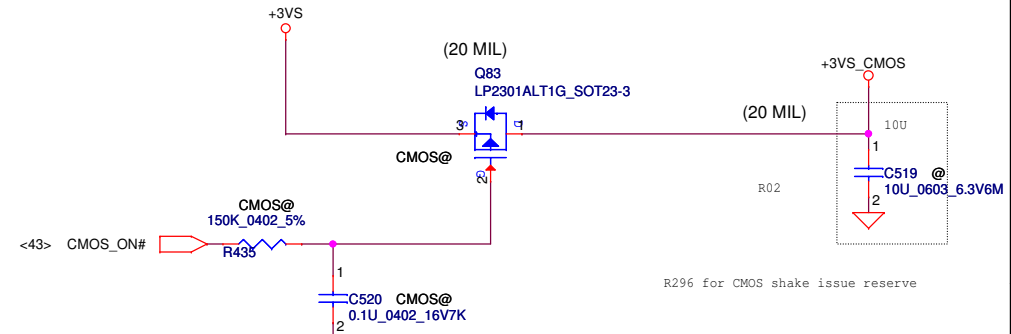 +3VS
(20 MIL)
Q83
LP2301ALT1G_SOT23-3
+3VS_CMOS
(20 MIL)
10U
3
S
D
1
1
CMOS@
G
2
C519 @
10U_0603_6.3V6M
R02
2
CMOS@
150K_0402_5%
<43> CMOS_ON#
R435
1
R296 for CMOS shake issue reserve
C520 CMOS@
0.1U_0402_16V7K
2